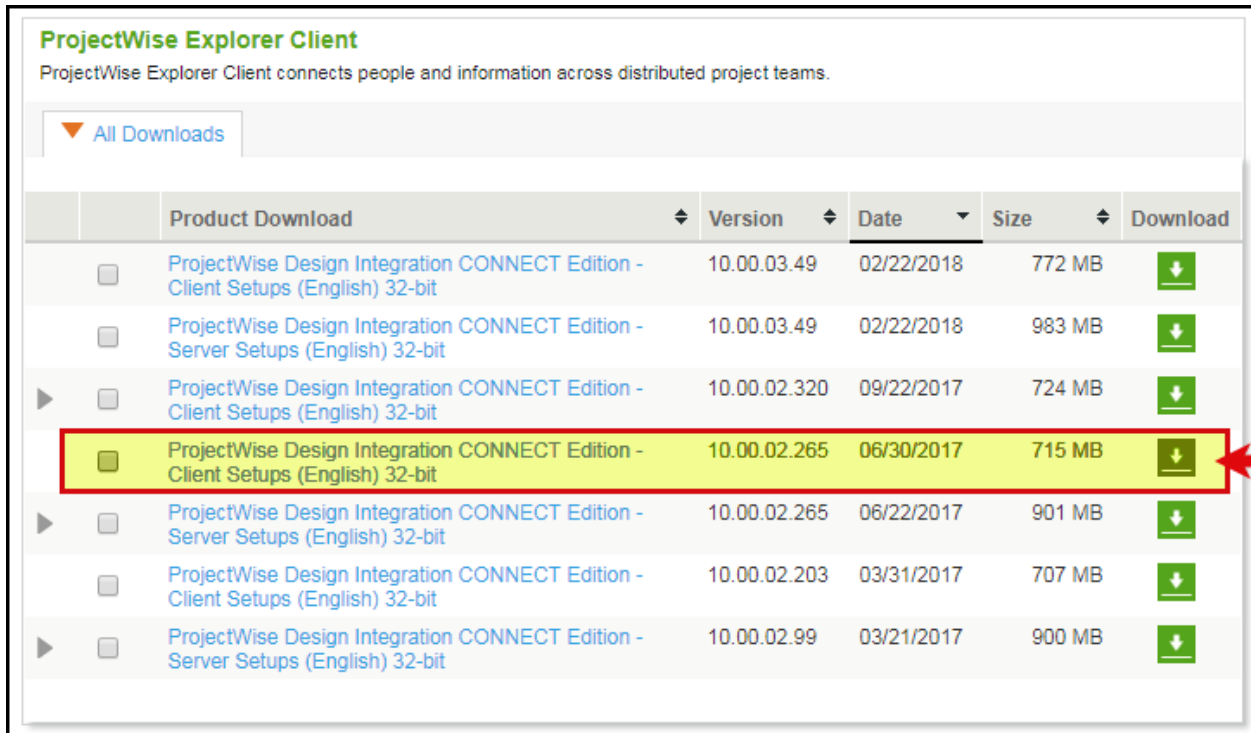 ProjectWise Explorer Client
ProjectWise Explorer Client connects people and information across distributed project teams.
All Downloads
Product Download Version Date Size Download
ProjectWise Design Integration CONNECT Edition - 10.00.03.49 02/22/2018 772 MB
Client Setups (English) 32-bit
ProjectWise Design Integration CONNECT Edition - 10.00.03.49 02/22/2018 983 MB
Server Setups (English) 32-bit
ProjectWise Design Integration CONNECT Edition - 10.00.02.320 09/22/2017 724 MB
Client Setups (English) 32-bit
ProjectWise Design Integration CONNECT Edition - 10.00.02.265 06/30/2017 715 MB
Client Setups (English) 32-bit
ProjectWise Design Integration CONNECT Edition - 10.00.02.265 06/22/2017 901 MB
Server Setups (English) 32-bit
ProjectWise Design Integration CONNECT Edition - 10.00.02.203 03/31/2017 707 MB
Client Setups (English) 32-bit
ProjectWise Design Integration CONNECT Edition - 10.00.02.99 03/21/2017 900 MB
Server Setups (English) 32-bit